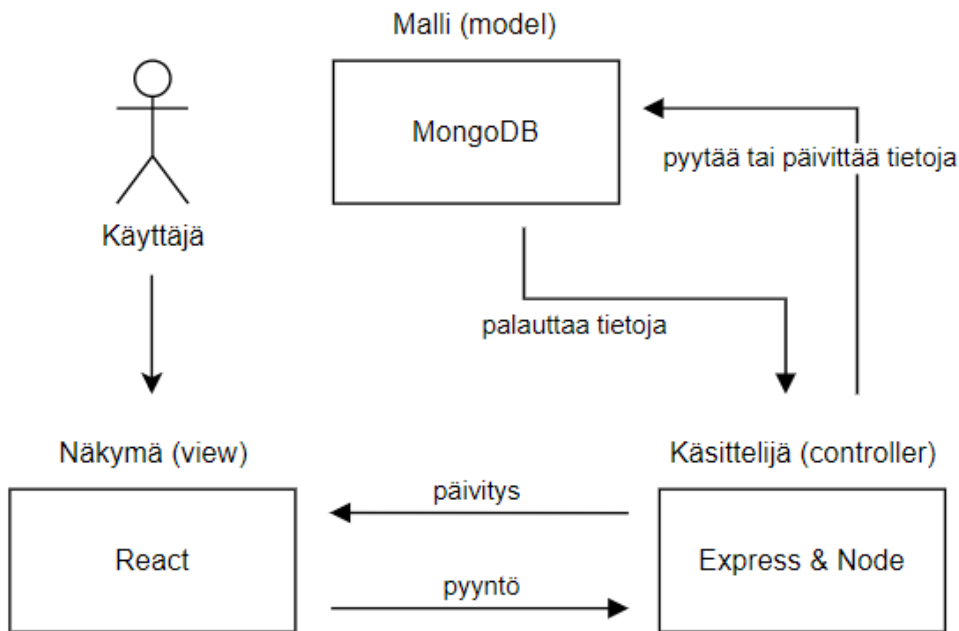 Malli (model)
MongoDB
pyytää tai päivittää tietoja
Käyttäjä
palauttaa tietoja
Näkymä (view)
Käsittelijä (controller)
päivitys
React
Express & Node
pyyntö